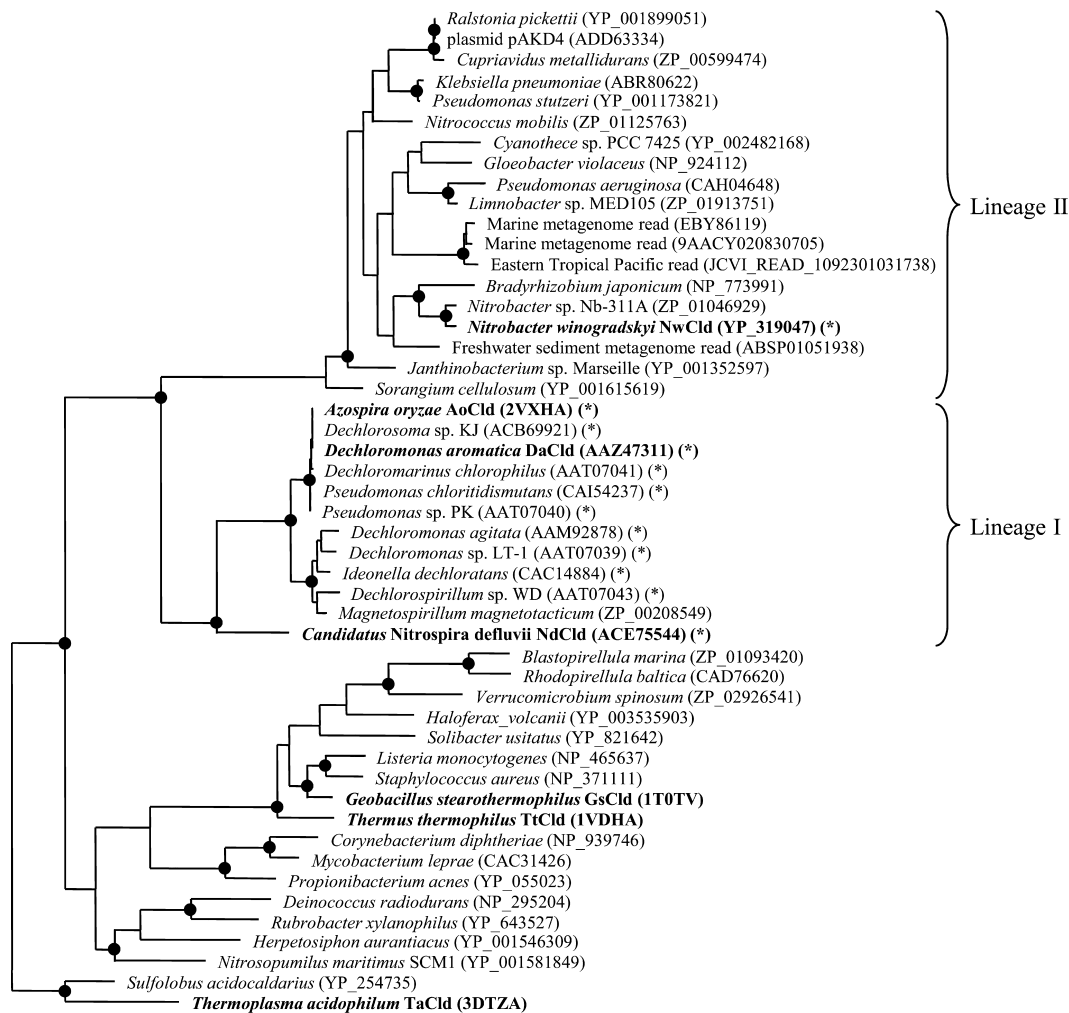 Ralstonia pickettii (YP_001899051)
plasmid pAKD4 (ADD63334)
Cupriavidus metallidurans (ZP_00599474)
Klebsiella pneumoniae (ABR80622)
Pseudomonas stutzeri (YP_001173821)
Nitrococcus mobilis (ZP_01125763)
Cyanothece sp. PCC 7425 (YP_002482168)
Gloeobacter violaceus (NP_924112)
Pseudomonas aeruginosa (CAH04648)
Limnobacter sp. MED105 (ZP_01913751)
Lineage II
Marine metagenome read (EBY86119)
Marine metagenome read (9AACY020830705)
Eastern Tropical Pacific read (JCVI_READ_1092301031738)
Bradyrhizobium japonicum (NP_773991)
Nitrobacter sp. Nb-311A (ZP_01046929)
Nitrobacter winogradskyi NwCld (YP_319047) (*)
Freshwater sediment metagenome read (ABSP01051938)
Janthinobacterium sp. Marseille (YP_001352597)
Sorangium cellulosum (YP_001615619)
Azospira oryzae AoCld (2VXHA) (*)
Dechlorosoma sp. KJ (ACB69921) (*)
Dechloromonas aromatica DaCld (AAZ47311) (*)
Dechloromarinus chlorophilus (AAT07041) (*)
Pseudomonas chloritidismutans (CAI54237) (*)
Pseudomonas sp. PK (AAT07040) (*)
Lineage I
Dechloromonas agitata (AAM92878) (*)
Dechloromonas sp. LT-1 (AAT07039) (*)
Ideonella dechloratans (CAC14884) (*)
Dechlorospirillum sp. WD (AAT07043) (*)
Magnetospirillum magnetotacticum (ZP_00208549)
Candidatus Nitrospira defluvii NdCld (ACE75544) (*)
Blastopirellula marina (ZP_01093420)
Rhodopirellula baltica (CAD76620)
Verrucomicrobium spinosum (ZP_02926541)
Haloferax_volcanii (YP_003535903)
Solibacter usitatus (YP_821642)
Listeria monocytogenes (NP_465637)
Staphylococcus aureus (NP_371111)
Geobacillus stearothermophilus GsCld (1T0TV)
Thermus thermophilus TtCld (1VDHA)
Corynebacterium diphtheriae (NP_939746)
Mycobacterium leprae (CAC31426)
Propionibacterium acnes (YP_055023)
Deinococcus radiodurans (NP_295204)
Rubrobacter xylanophilus (YP_643527)
Herpetosiphon aurantiacus (YP_001546309)
Nitrosopumilus maritimus SCM1 (YP_001581849)
Sulfolobus acidocaldarius (YP_254735)
Thermoplasma acidophilum TaCld (3DTZA)